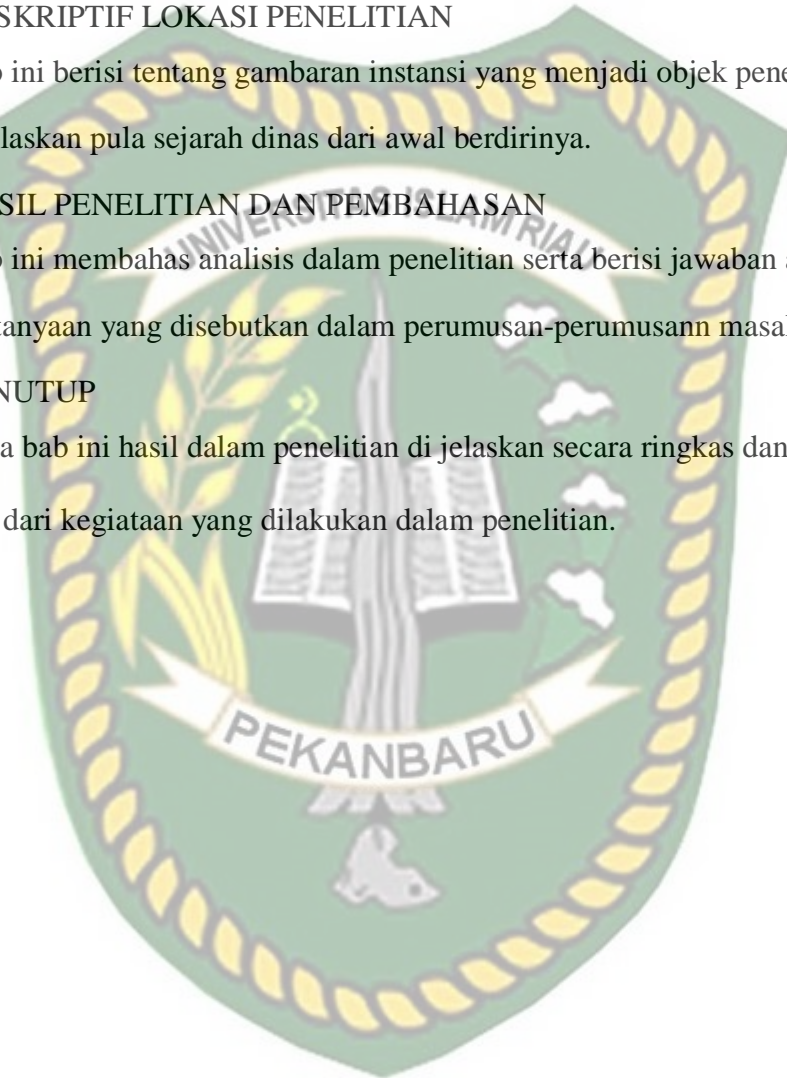 SKRIPTIF LOKASI PENELITIAN
b ini berisi tentang gambaran instansi yang menjadi objek pene
laskan pula sejarah dinas dari awal berdirinya.
SIL PENELITIAN DAN PEMBAHASAN
UNIVERSITAS ISLAM RIAU
b ini membahas analisis dalam penelitian serta berisi jawaban a
tanyaan yang disebutkan dalam perumusan-perumusann masal
NUTUP
a bab ini hasil dalam penelitian di jelaskan secara ringkas dan
dari kegiataan yang dilakukan dalam penelitian.
PEKANBARU